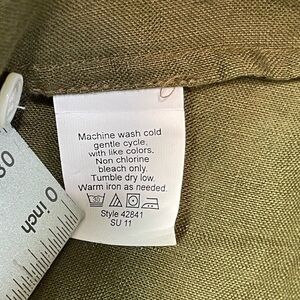 Machine wash cold
gentle cycle,
with like colors.
Non chlorine
bleach only.
Tumble dry low.
Warm iron as needed.
Style 42841
SU 11
0 inch